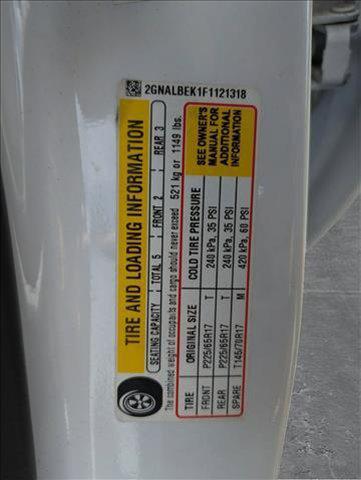 2GNALBEK1F1121318
TIRE AND LOADING INFORMATION
SEATING CAPACITY TOTAL 5 FRONT 2 REAR 3
The combined weight of occupants and cargo should never exceed 521 kg or 1149 lbs.
TIRE ORIGINAL SIZE COLD TIRE PRESSURE
FRONT P225/65R17 T 240 kPa, 35 PSI
REAR P225/65R17 T 240 kPa, 35 PSI
SPARE T145/70R17 M 420 kPa, 60 PSI
SEE OWNER'S
MANUAL FOR
ADDITIONAL
INFORMATION